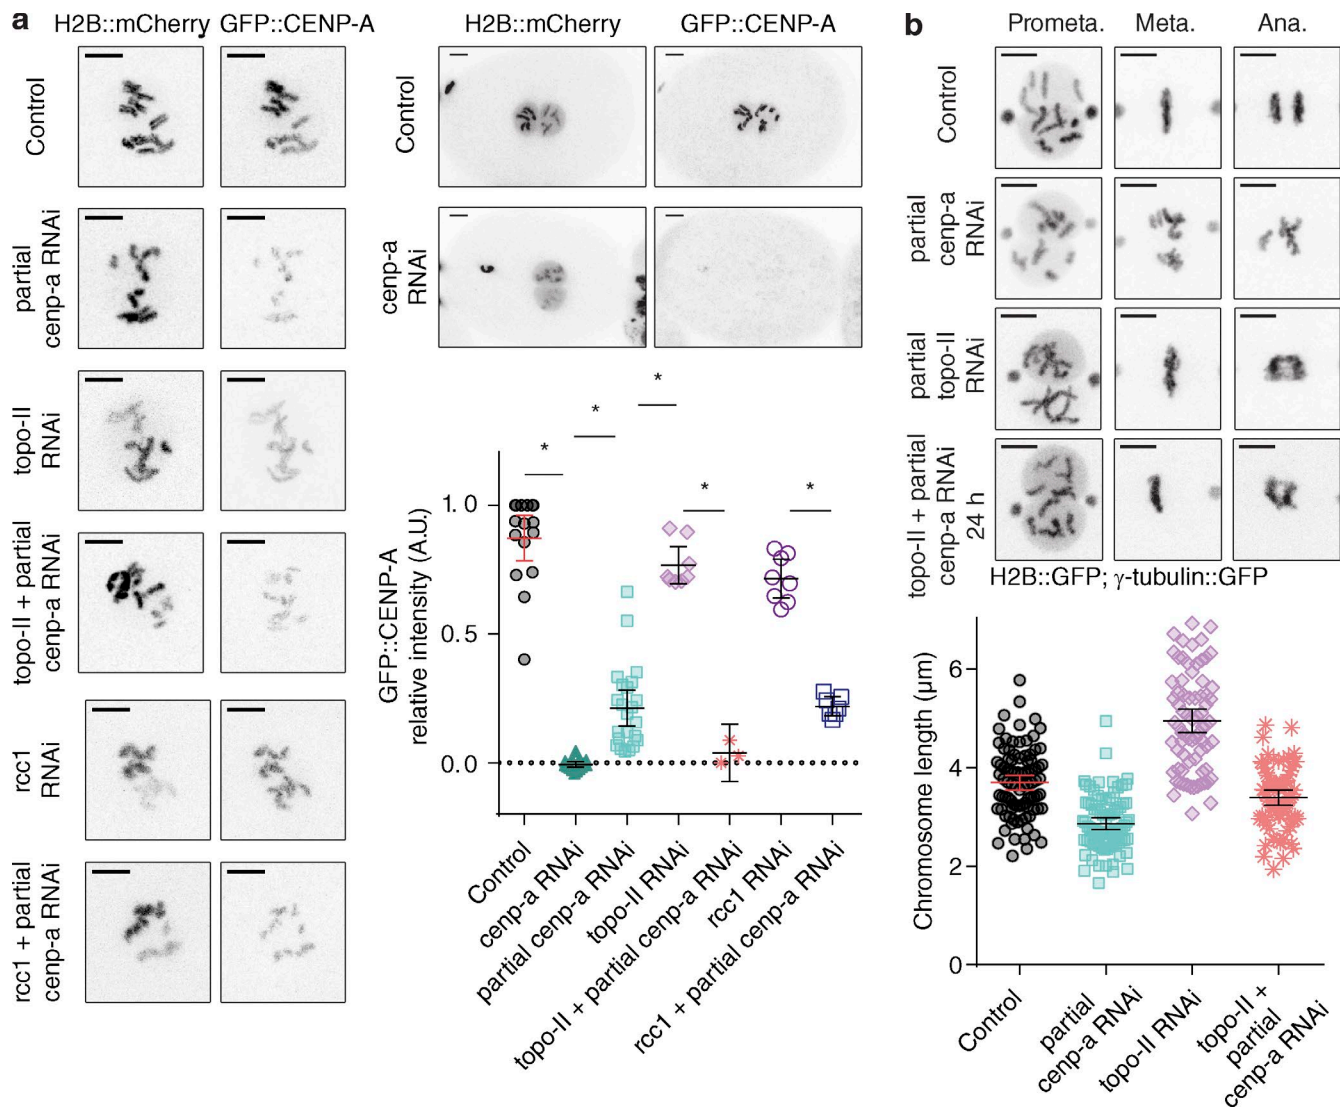 a
H2B::mCherry GFP::CENP-A
Control
partial
cenp-a RNAi
topo-II
RNAi
topo-II + partial
cenp-a RNAi
rcc1
RNAi
rcc1 + partial
cenp-a RNAi
H2B::mCherry GFP::CENP-A
Control
cenp-a
RNAi
GFP::CENP-A
relative intensity (A.U.)
1.0
0.5
0.0
* * * * *
Control
cenp-a RNAi
partial cenp-a RNAi
topo-II RNAi
topo-II + partial cenp-a RNAi
rcc1 RNAi
rcc1 + partial cenp-a RNAi
b
Prometa. Meta. Ana.
Control
partial
cenp-a
RNAi
partial
topo-II
RNAi
topo-II + partial
cenp-a RNAi
24 h
H2B::GFP; γ-tubulin::GFP
Chromosome length (µm)
6
4
2
0
Control
partial
cenp-a RNAi
topo-II RNAi
topo-II +
partial
cenp-a RNAi